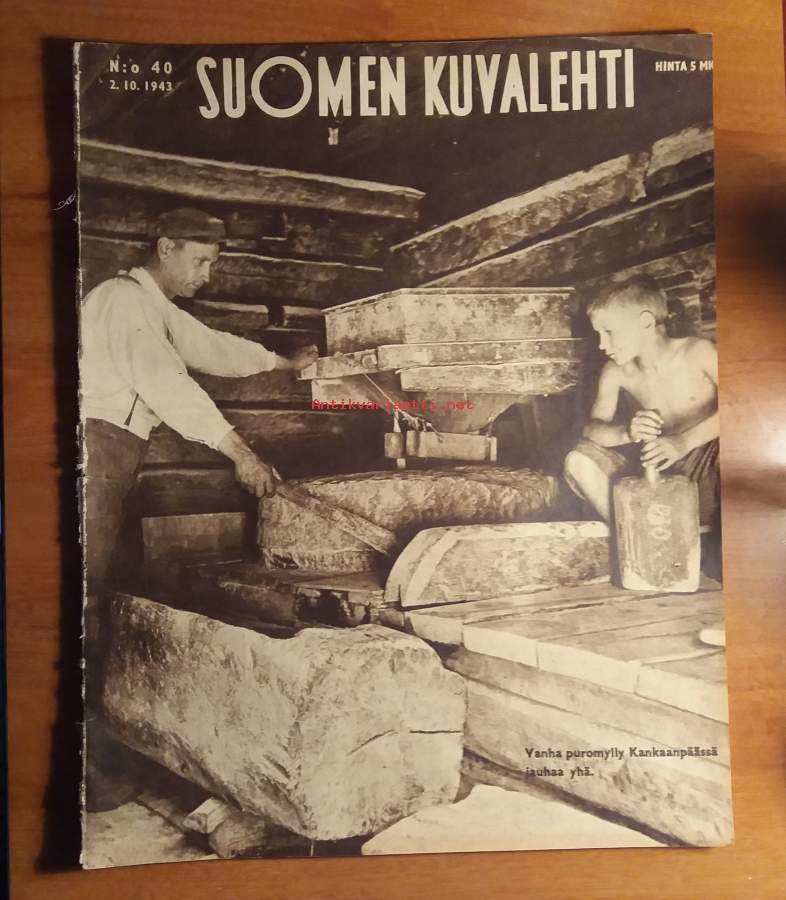 N:o 40
2. 10. 1943
SUOMEN KUVALEHTI
HINTA 5 MK
Antikvariaatti.net
Vanha puromylly Kankaanpäässä
jauhaa yhä.